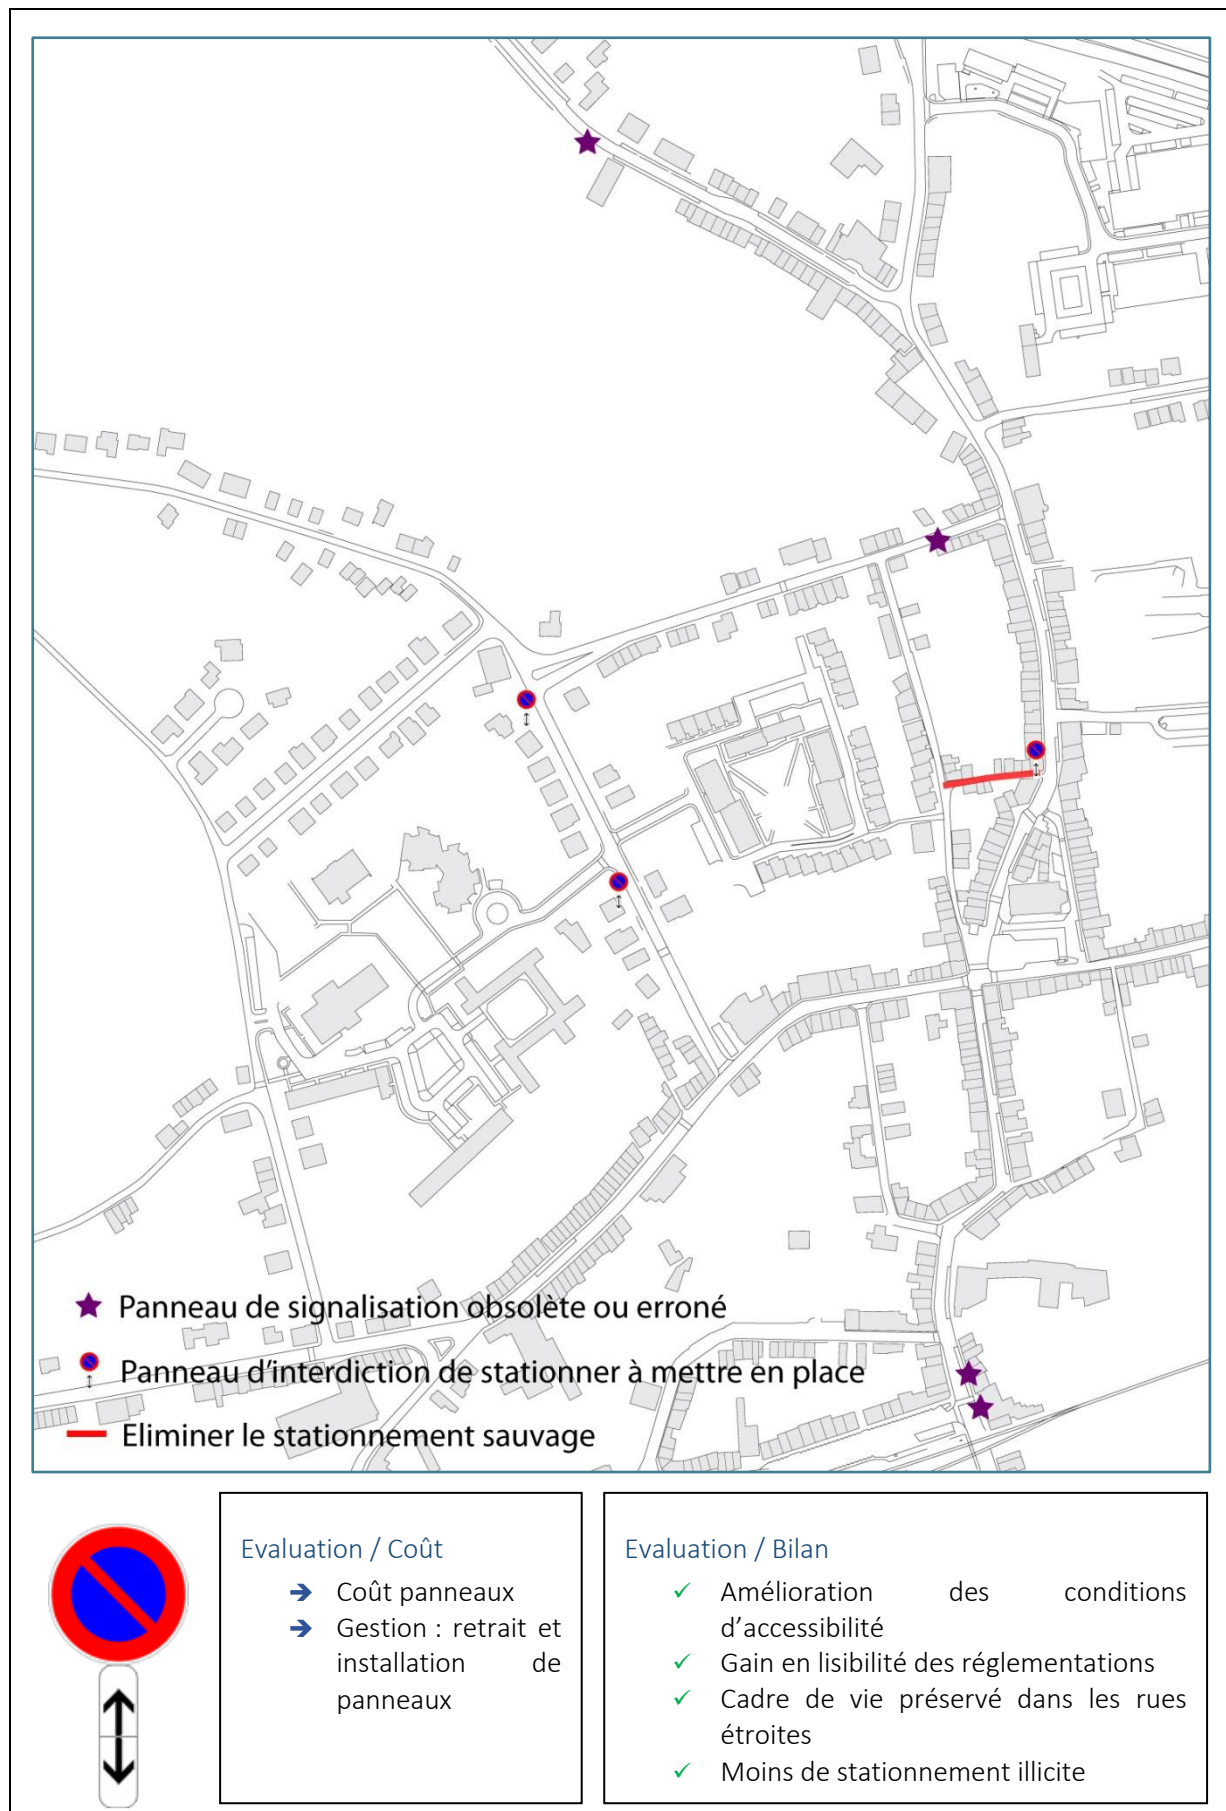 Panneau de signalisation obsolète ou erroné
Panneau d'interdiction de stationner à mettre en place
Eliminer le stationnement sauvage
Evaluation / Coût
➔ Coût panneaux
➔ Gestion : retrait et
installation de
panneaux
Evaluation / Bilan
✓ Amélioration des conditions
d'accessibilité
✓ Gain en lisibilité des réglementations
✓ Cadre de vie préservé dans les rues
étroites
✓ Moins de stationnement illicite